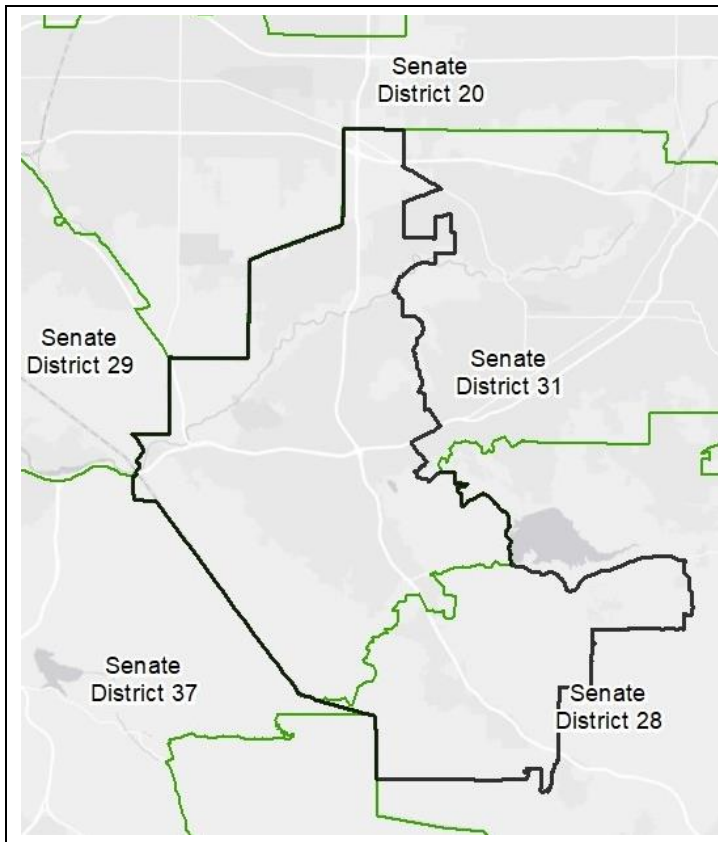 Senate
District 20
Senate
District 29
Senate
District 31
Senate
District 37
Senate
District 28